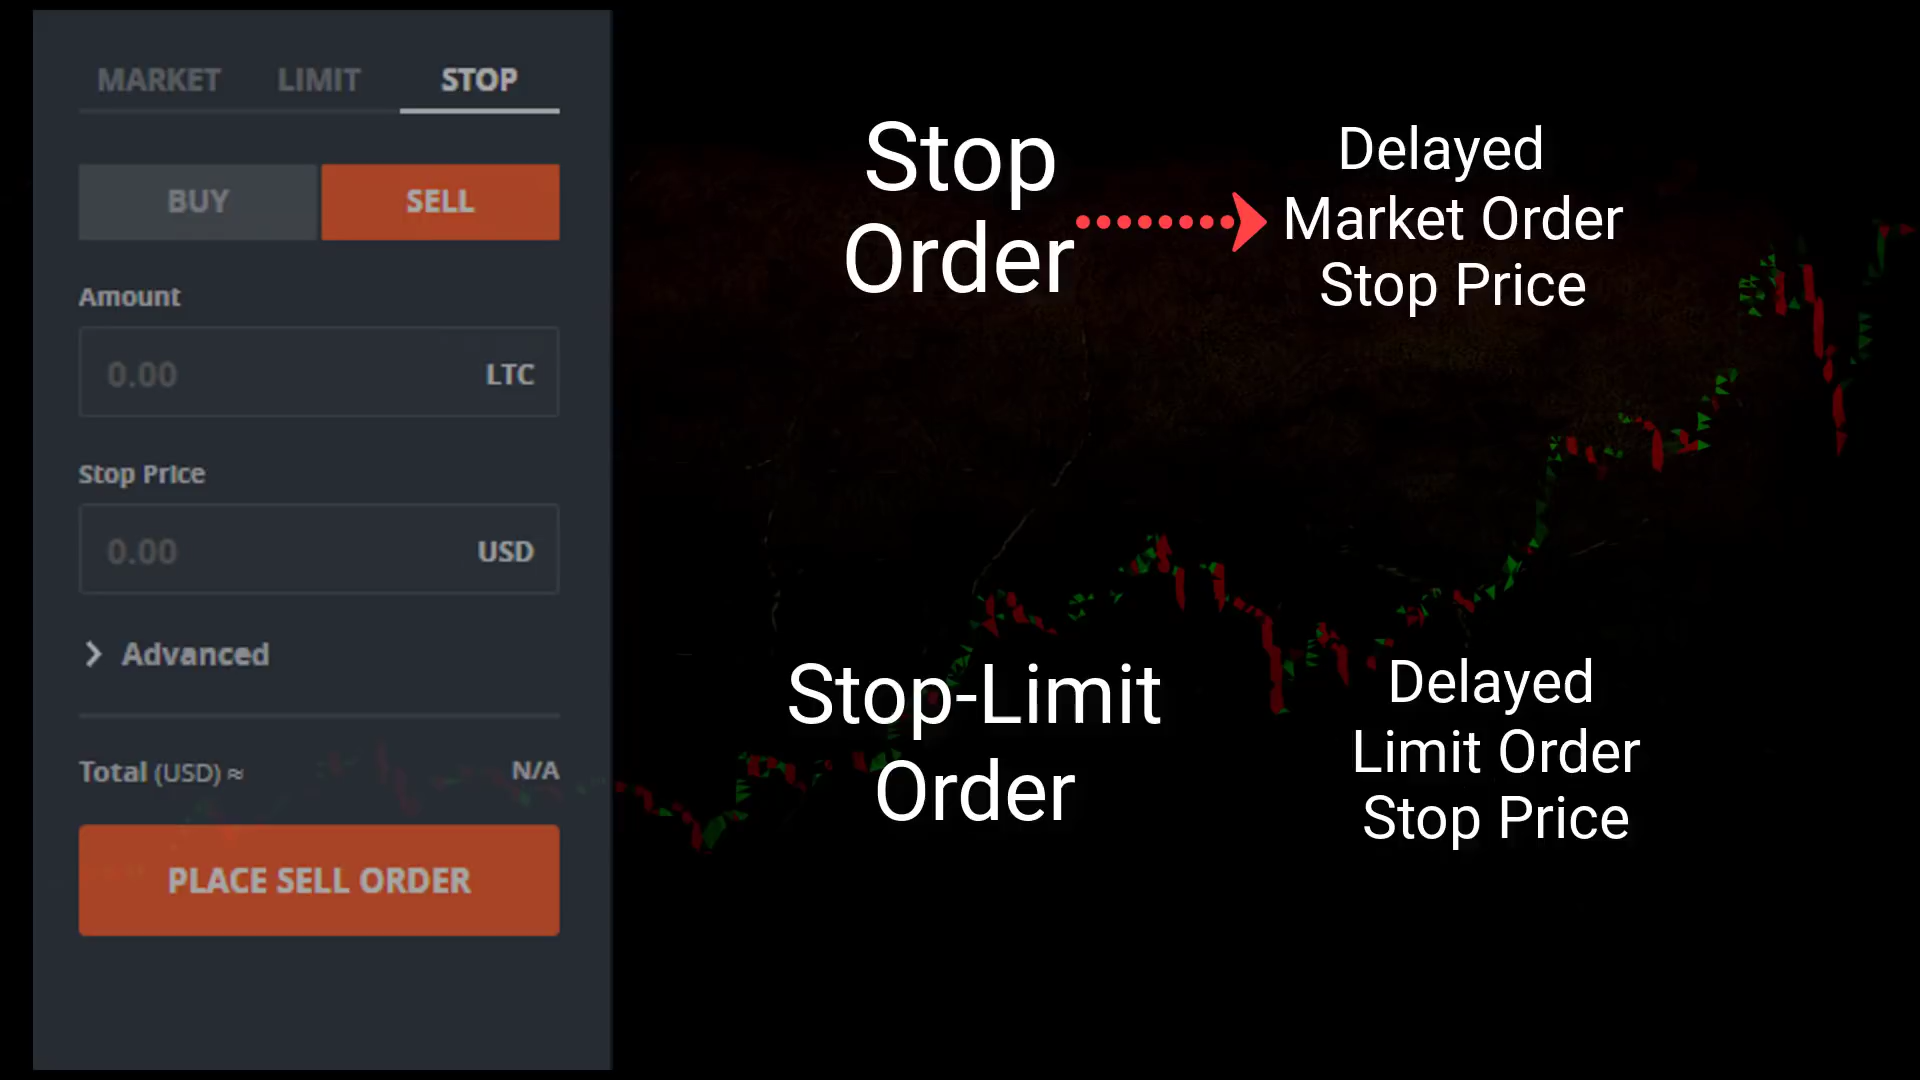 MARKET LIMIT STOP
BUY SELL
Amount
0.00 LTC
Stop Price
0.00 USD
Advanced
Total (USD) ≈ N/A
PLACE SELL ORDER
Stop
Order
Delayed
Market Order
Stop Price
Stop-Limit
Order
Delayed
Limit Order
Stop Price